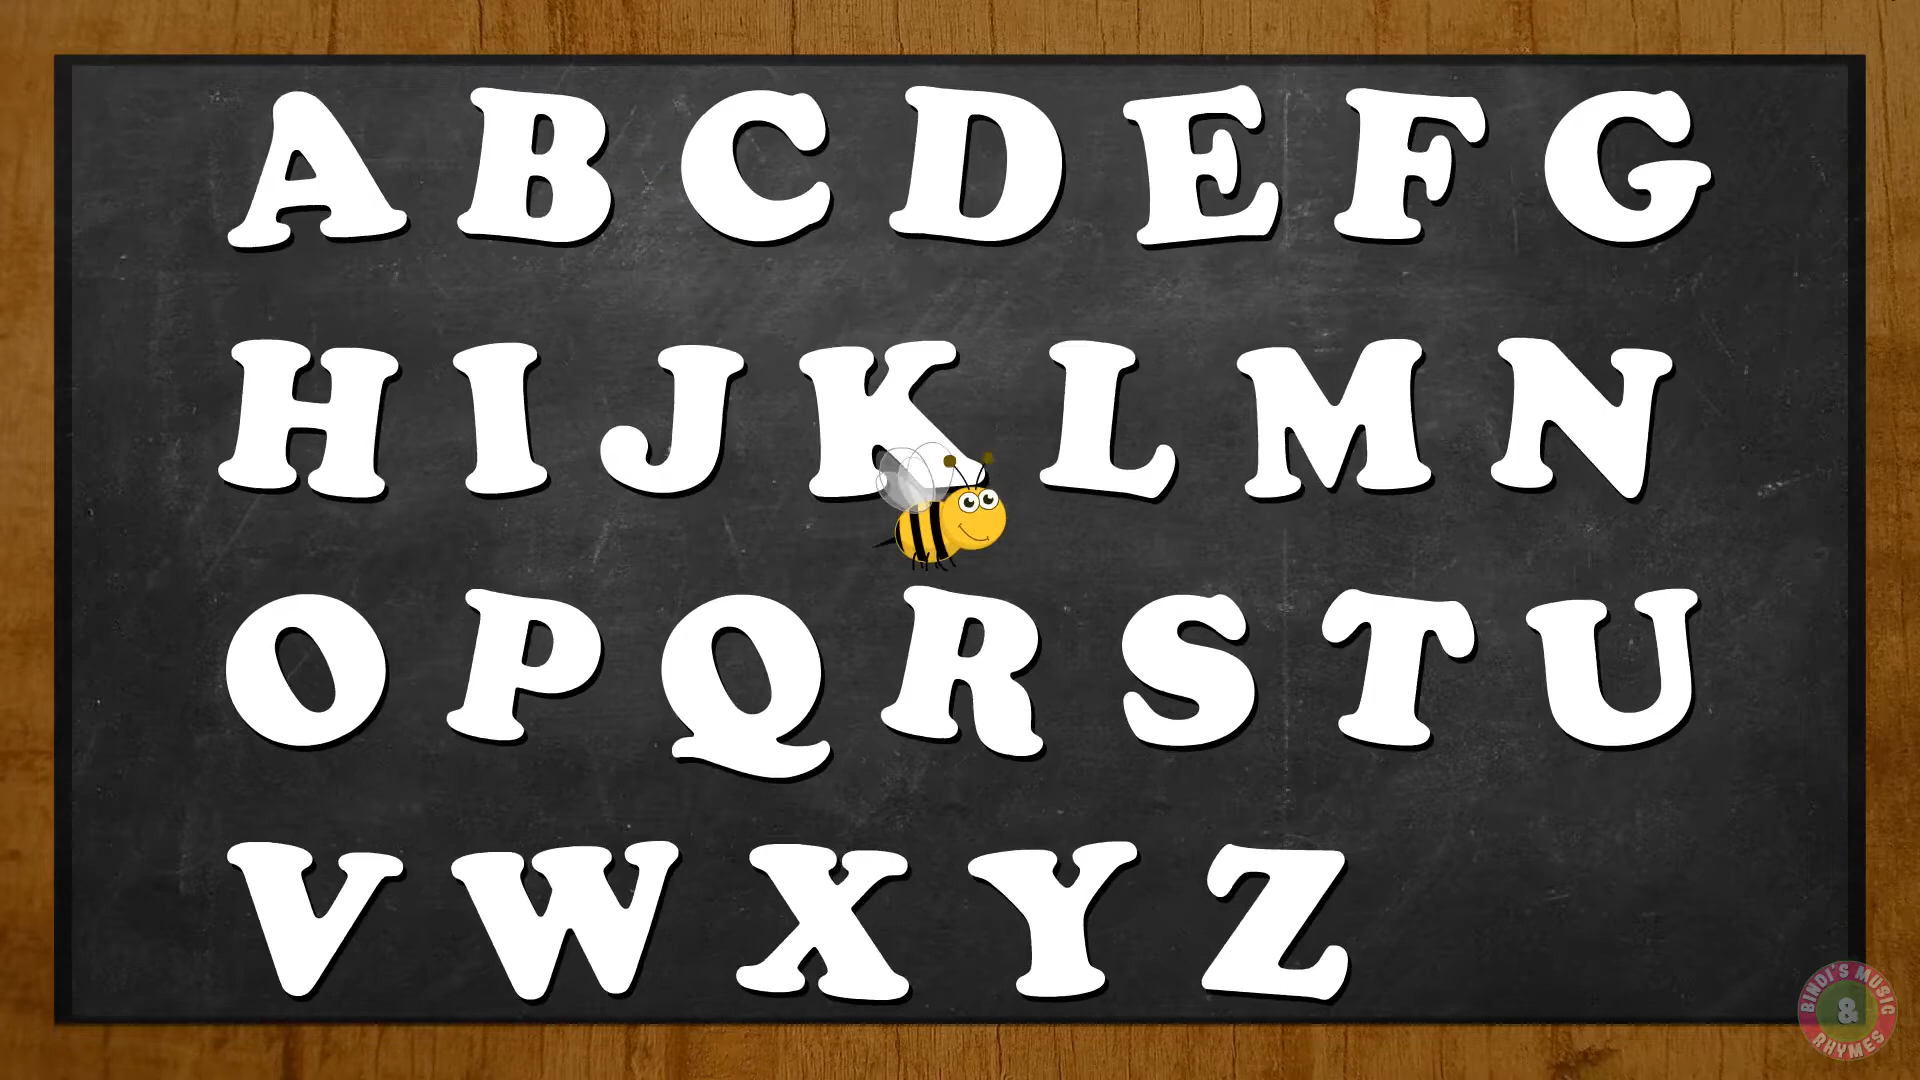 A B C D E F G
H I J K L M N
O P Q R S T U
V W X Y Z
BINDI'S MUSIC
&
RHYMES